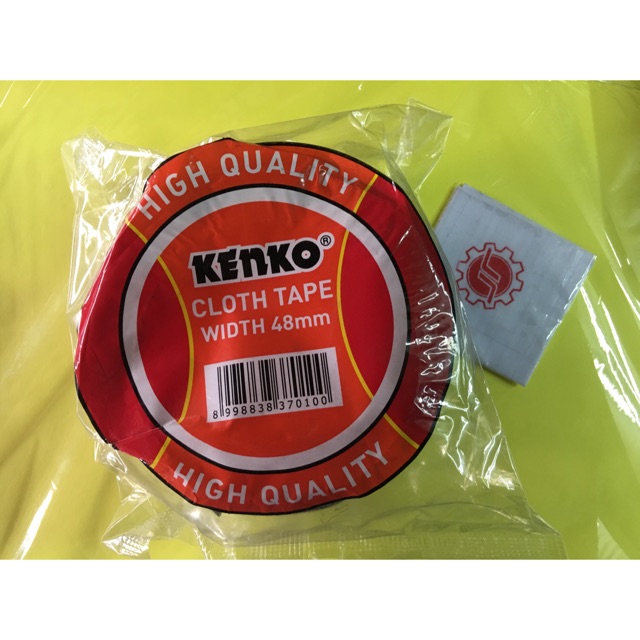 HIGH QUALITY
KENKO®
CLOTH TAPE
WIDTH 48mm
8 998838 370100
HIGH QUALITY